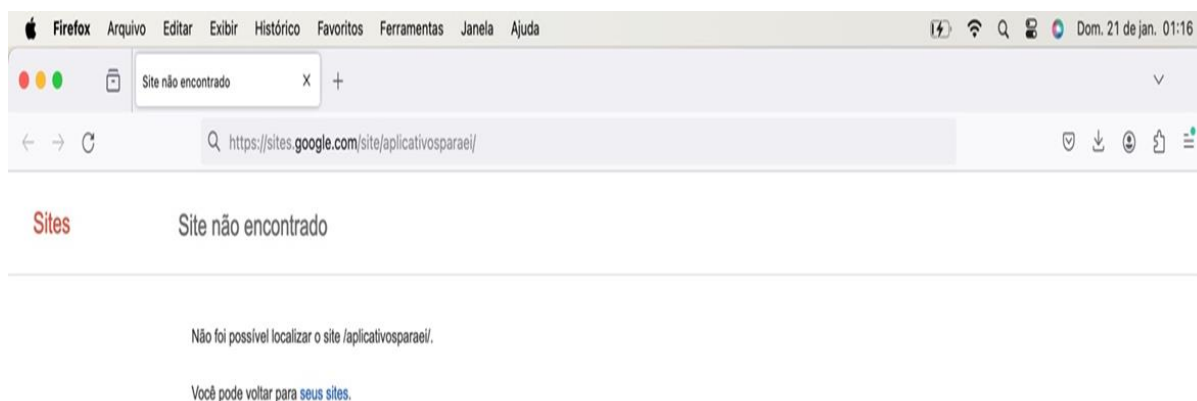 Firefox Arquivo Editar Exibir Histórico Favoritos Ferramentas Janela Ajuda Dom. 21 de jan. 01:16
Site não encontrado
https://sites.google.com/site/aplicativosparaei/
Sites Site não encontrado
Não foi possível localizar o site /aplicativosparaei/.
Você pode voltar para seus sites.